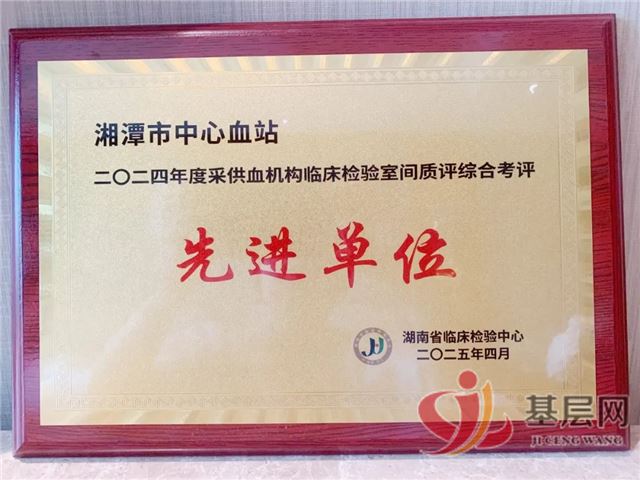 湘潭市中心血站
二〇二四年度采供血机构临床检验室间质评综合考评
先进单位
湖南省临床检验中心
二〇二五年四月
基层网
JI CENG WANG